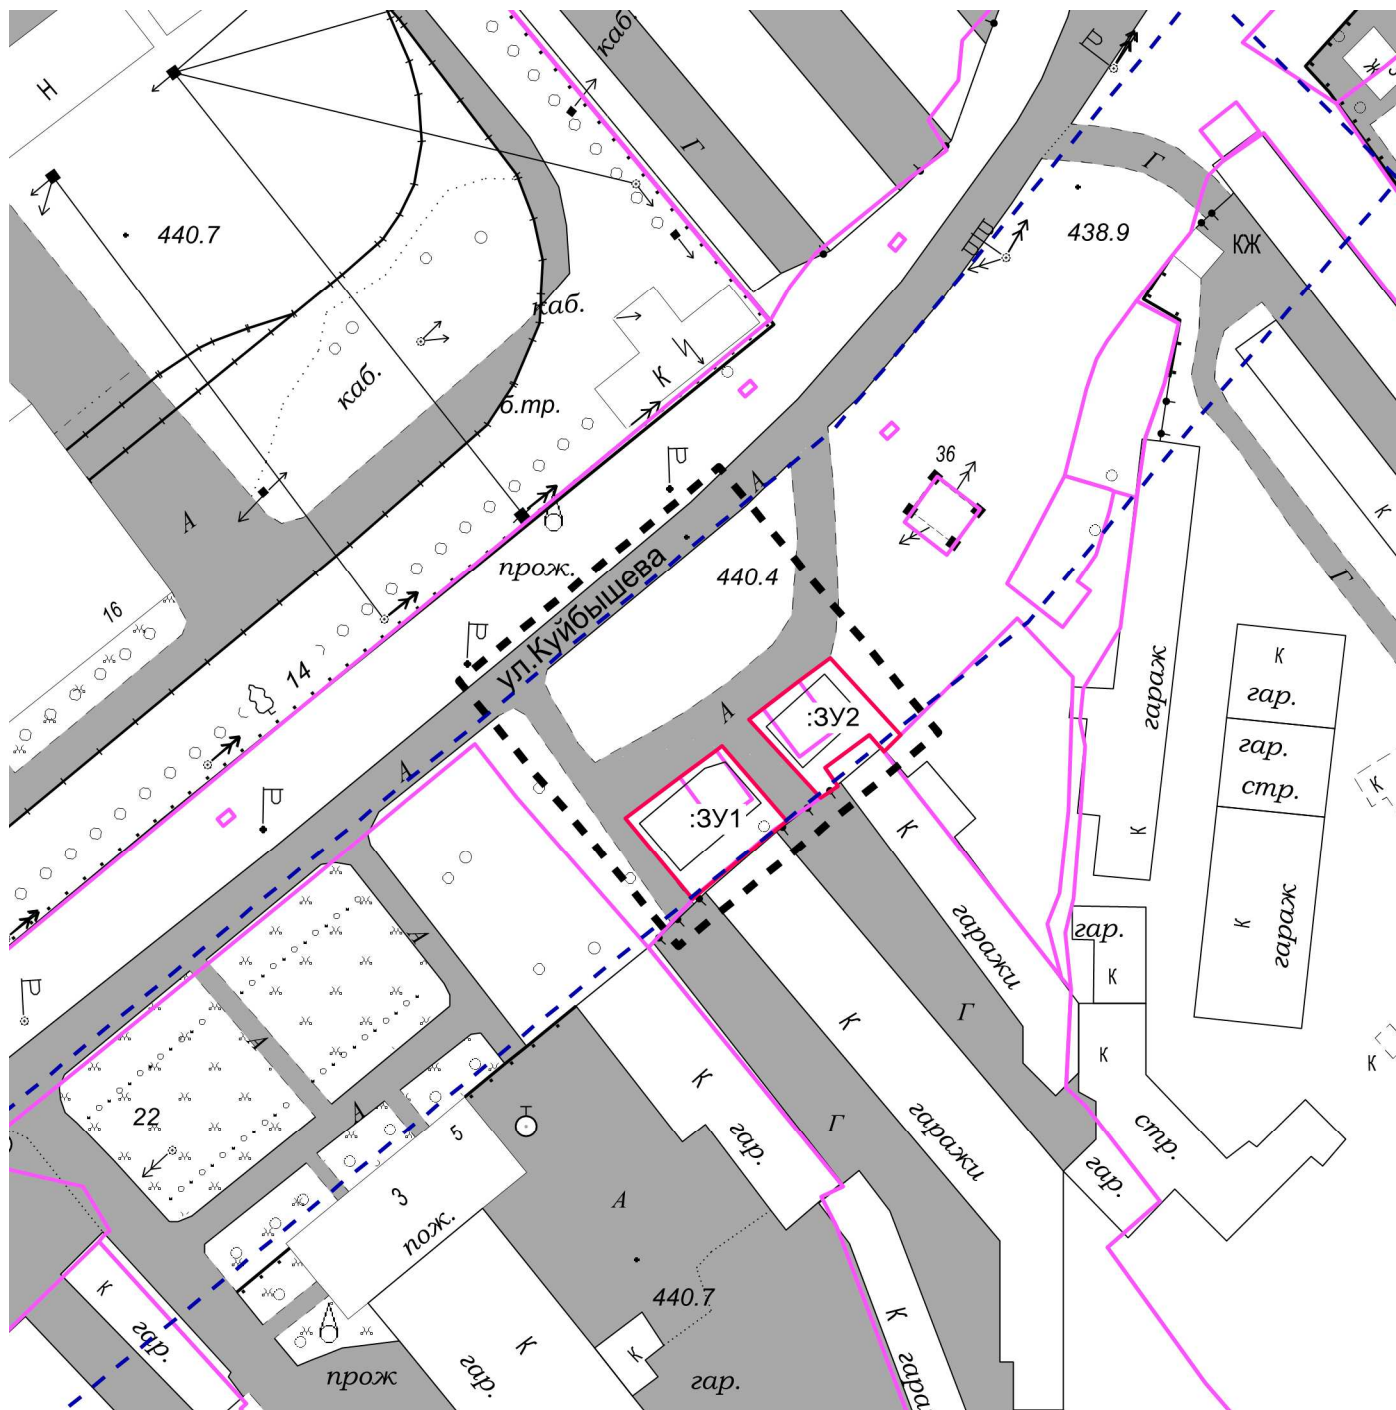 Н
каб.
Г
Г
440.7
438.9
КЖ
Ж
каб.
К
И
каб.
б.тр.
36
А
А
К
ул.Куйбышева
440.4
прож.
Г
16
14
К
гар.
гараж
гар.
стр.
:ЗУ2
А
А
:ЗУ1
К
К
К
К
гараж
гаражи
гар.
К
А
К
Г
А
К
К
К
22
А
5
гаражи
гар.
Г
стр.
гар.
3
А
пож.
440.7
К
К
К
К
гар.
гар.
прож
гар.
гара